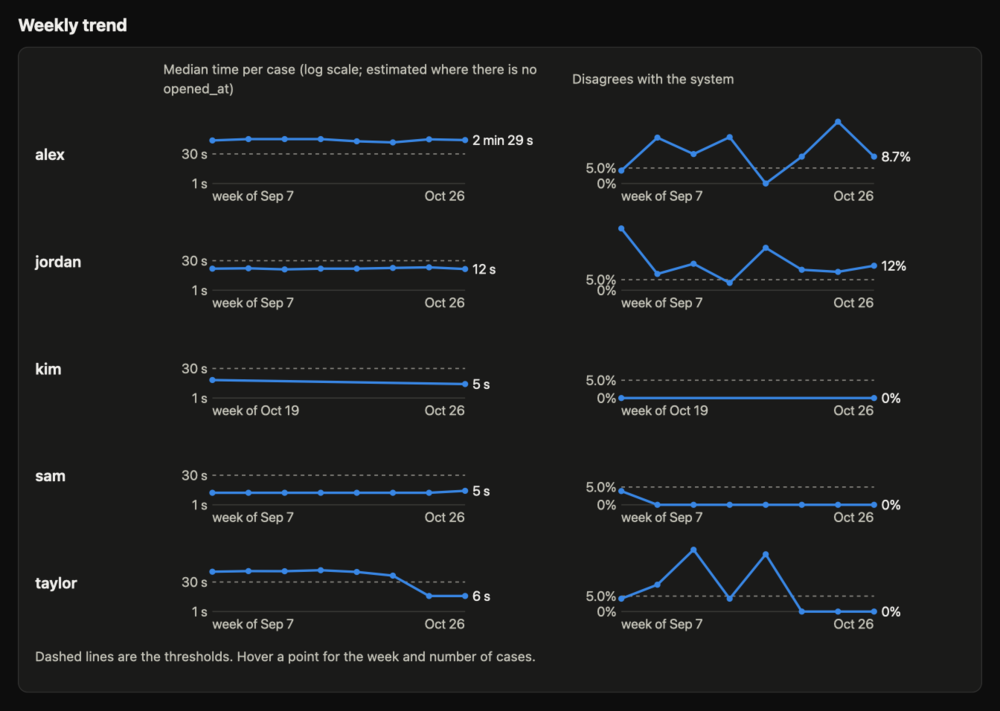 Weekly trend
Median time per case (log scale; estimated where there is no
opened_at)
Disagrees with the system
alex
30 s
1 s
2 min 29 s
week of Sep 7
Oct 26
5.0%
0%
8.7%
week of Sep 7
Oct 26
jordan
30 s
1 s
12 s
week of Sep 7
Oct 26
5.0%
0%
12%
week of Sep 7
Oct 26
kim
30 s
1 s
5 s
week of Oct 19
Oct 26
5.0%
0%
0%
week of Oct 19
Oct 26
sam
30 s
1 s
5 s
week of Sep 7
Oct 26
5.0%
0%
0%
week of Sep 7
Oct 26
taylor
30 s
1 s
6 s
week of Sep 7
Oct 26
5.0%
0%
0%
week of Sep 7
Oct 26
Dashed lines are the thresholds. Hover a point for the week and number of cases.